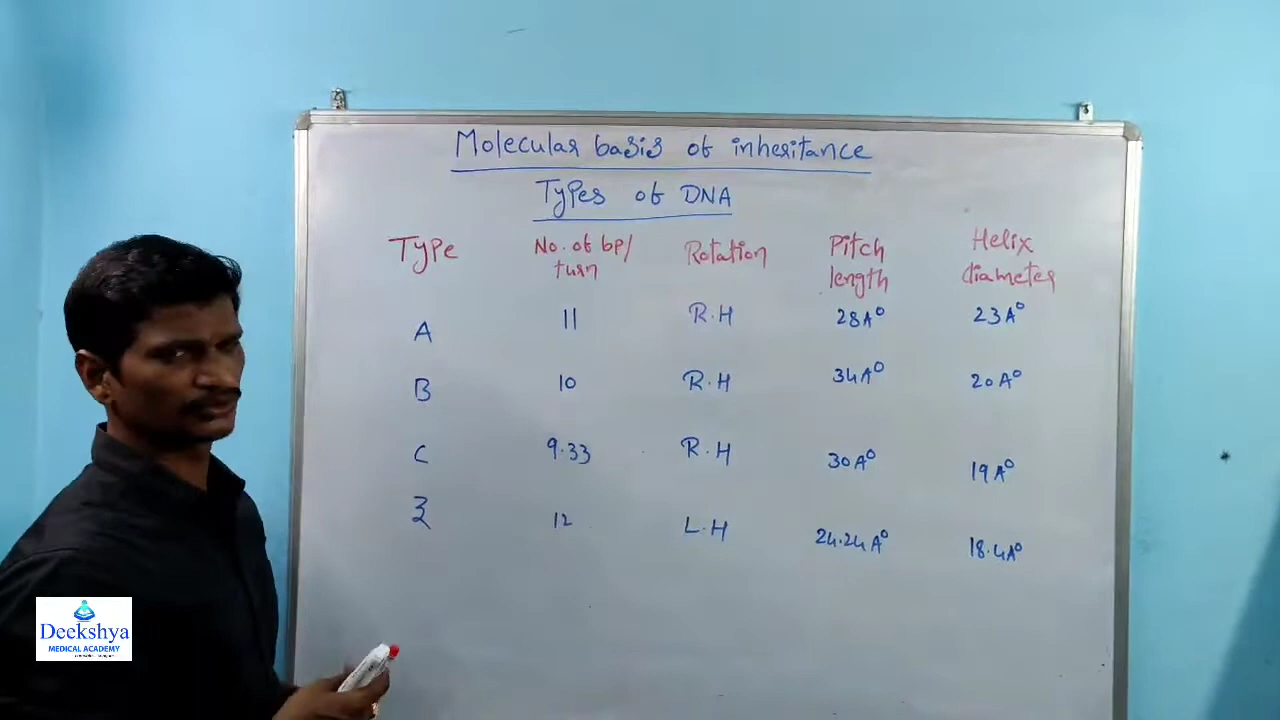 Molecular basis of inheritance
Types of DNA
Type No. of bp/turn Rotation Pitch length Helix diameter
A 11 R.H 28A° 23A°
B 10 R.H 34A° 20A°
C 9.33 R.H 30A° 19A°
Z 12 L.H 24.24A° 18.4A°
Deekshya
MEDICAL ACADEMY